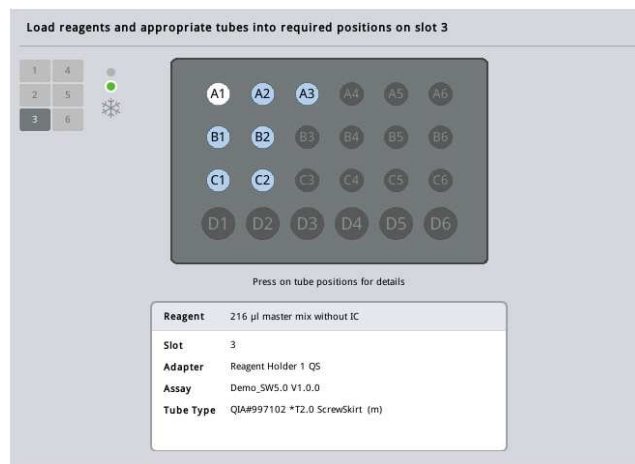 Load reagents and appropriate tubes into required positions on slot 3
1 4
2 5
3 6
A1 A2 A3 A4 A5 A6
B1 B2 B3 B4 B5 B6
C1 C2 C3 C4 C5 C6
D1 D2 D3 D4 D5 D6
Press on tube positions for details
Reagent 216 µl master mix without IC
Slot 3
Adapter Reagent Holder 1 QS
Assay Demo_SW5.0 V1.0.0
Tube Type QIA#997102 *T2.0 ScrewSkirt (m)